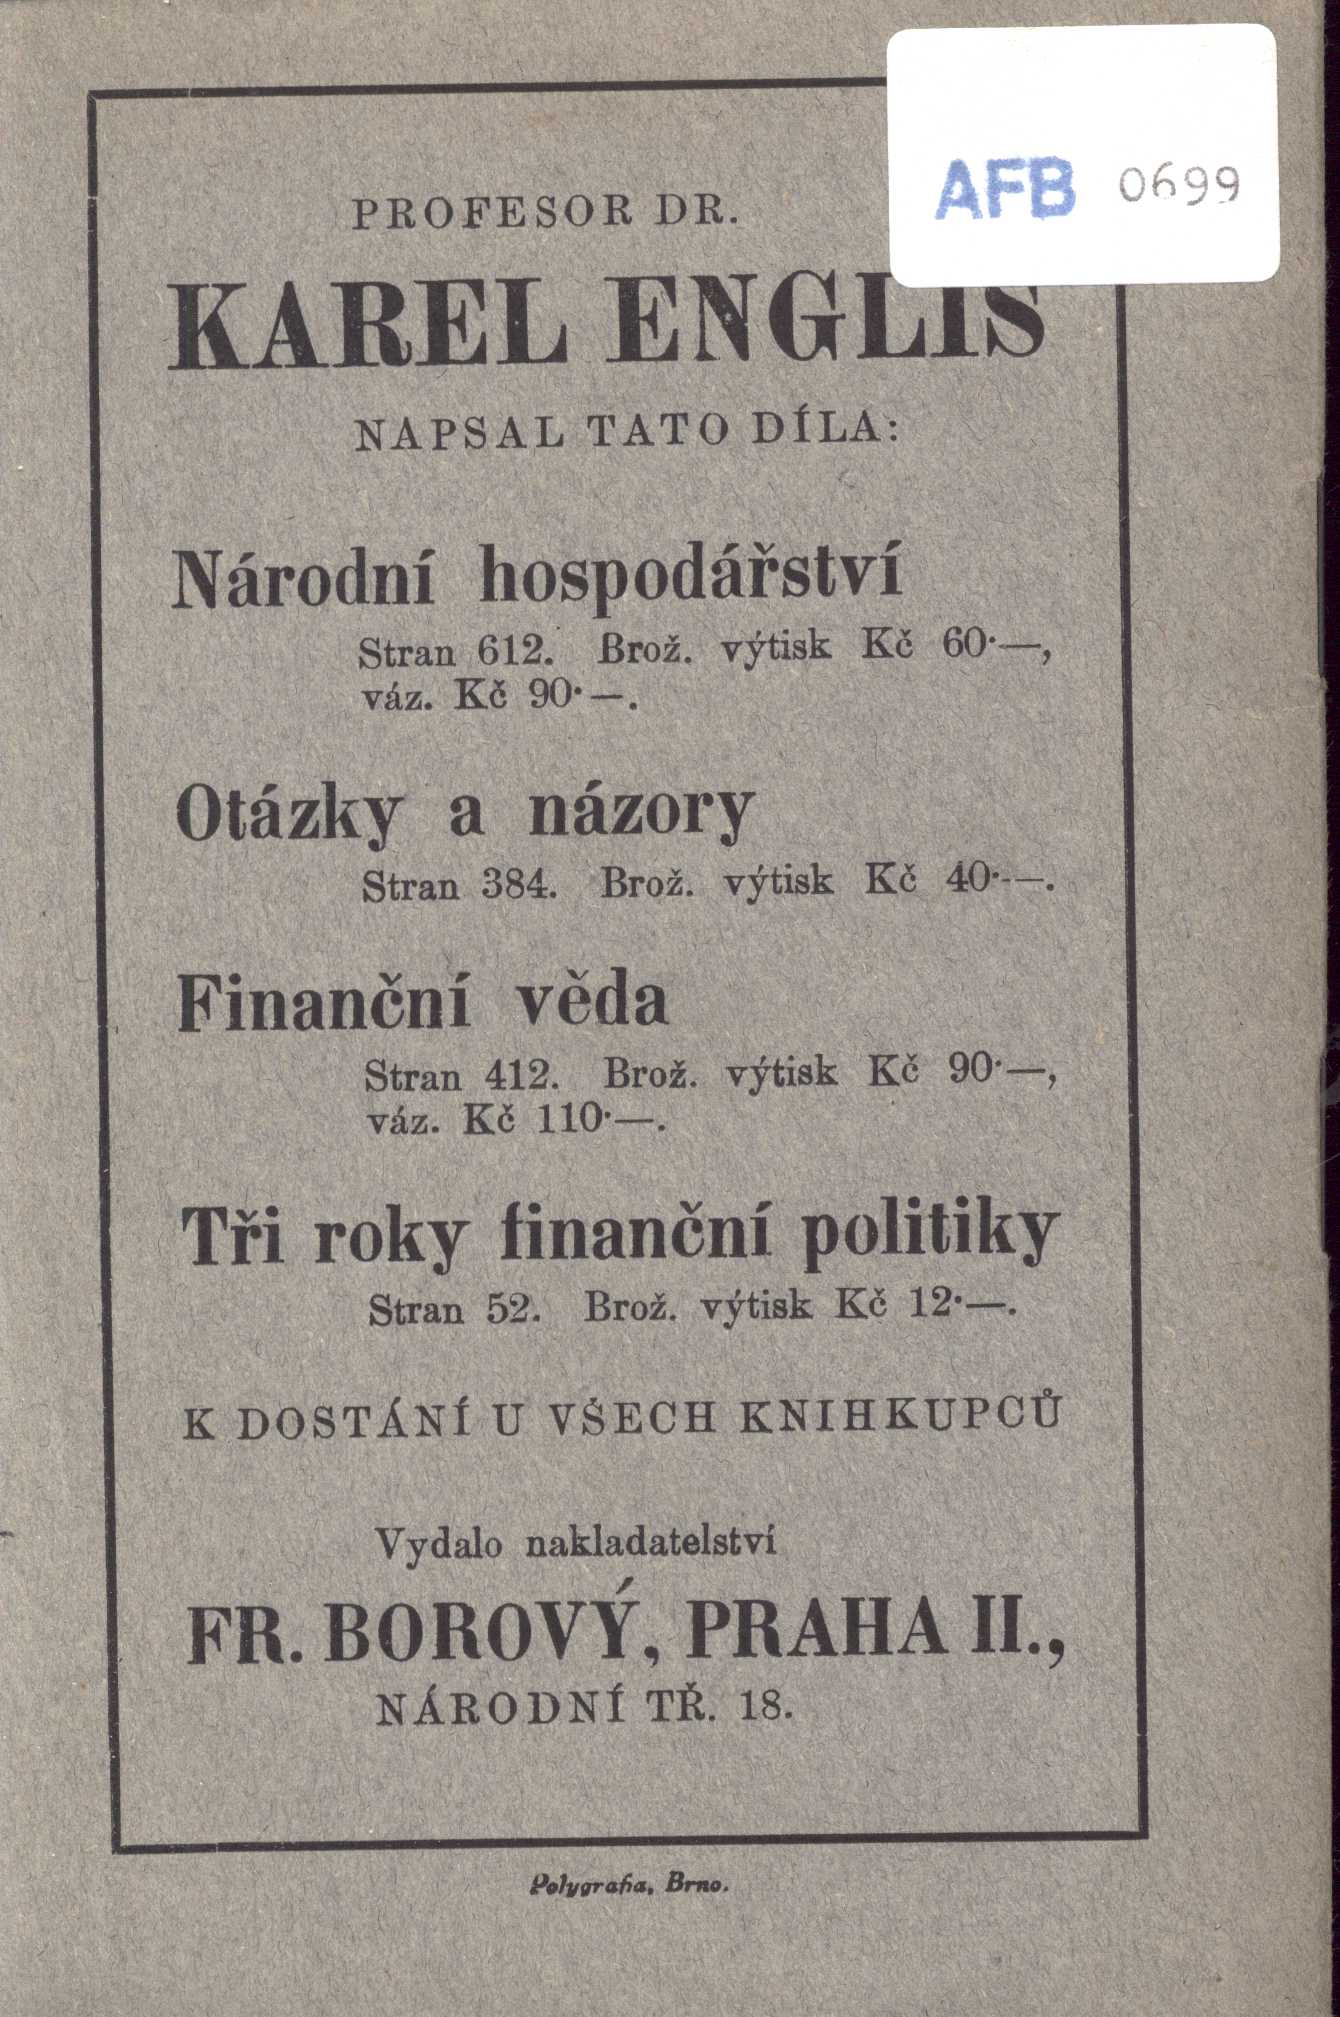 AFB 0699
PROFESOR DR.
KAREL ENGLIS
NAPSAL TATO DÍLA:
Národní hospodářství
Stran 612. Brož. výtisk Kč 60·—,
váz. Kč 90·—.
Otázky a názory
Stran 384. Brož. výtisk Kč 40·—.
Finanční věda
Stran 412. Brož. výtisk Kč 90·—,
váz. Kč 110·—.
Tři roky finanční politiky
Stran 52. Brož. výtisk Kč 12·—.
K DOSTÁNÍ U VŠECH KNIHKUPCŮ
Vydalo nakladatelství
FR. BOROVÝ, PRAHA II.,
NÁRODNÍ TŘ. 18.
Polygrafia, Brno.